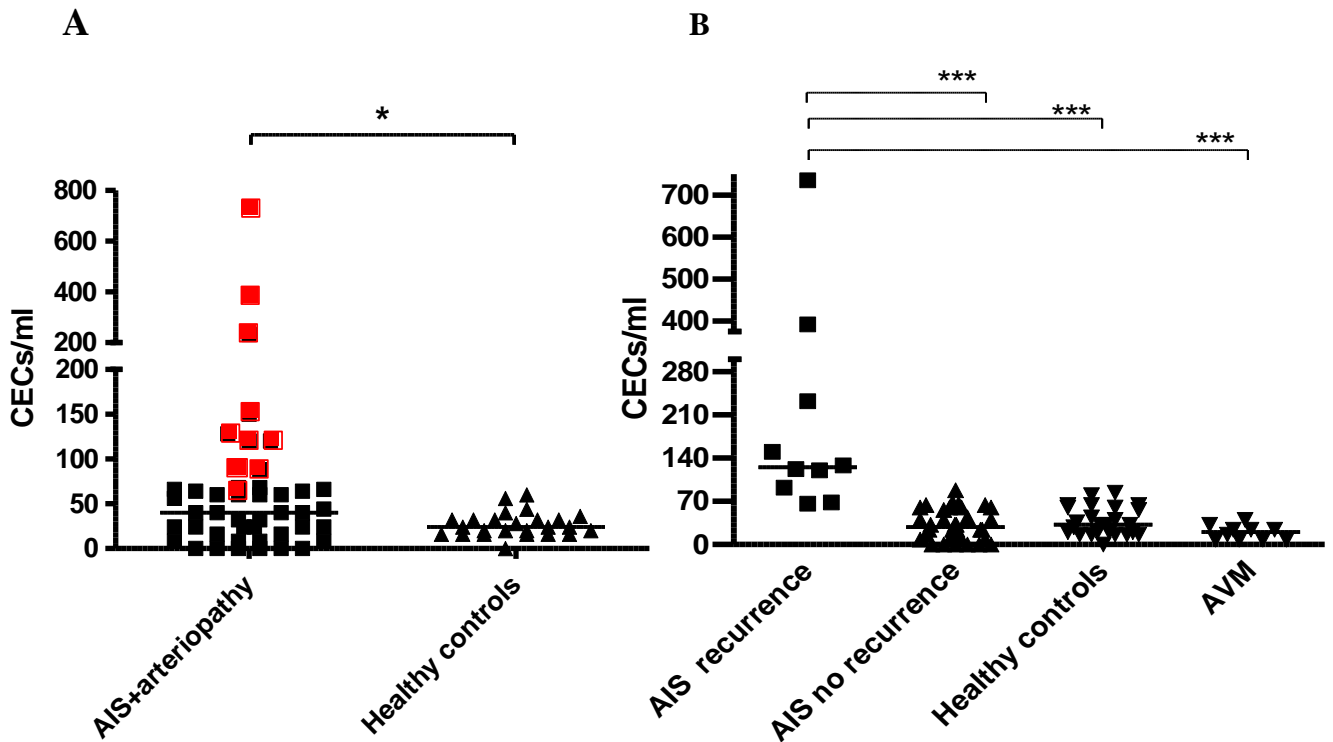 A
*
CECs/ml
800
600
400
200
200
150
100
50
0
AIS+arteriopathy
Healthy controls
B
***
***
***
CECs/ml
700
600
500
400
280
210
140
70
0
AIS recurrence
AIS no recurrence
Healthy controls
AVM